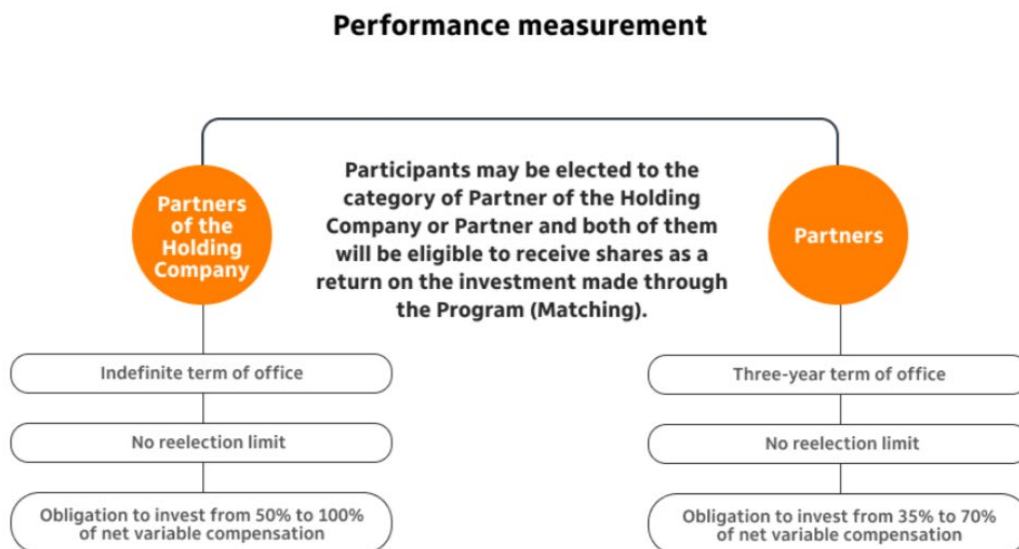 Performance measurement
Partners
of the
Holding
Company
Participants may be elected to the
category of Partner of the Holding
Company or Partner and both of them
will be eligible to receive shares as a
return on the investment made through
the Program (Matching).
Partners
Indefinite term of office
No reelection limit
Obligation to invest from 50% to 100%
of net variable compensation
Three-year term of office
No reelection limit
Obligation to invest from 35% to 70%
of net variable compensation